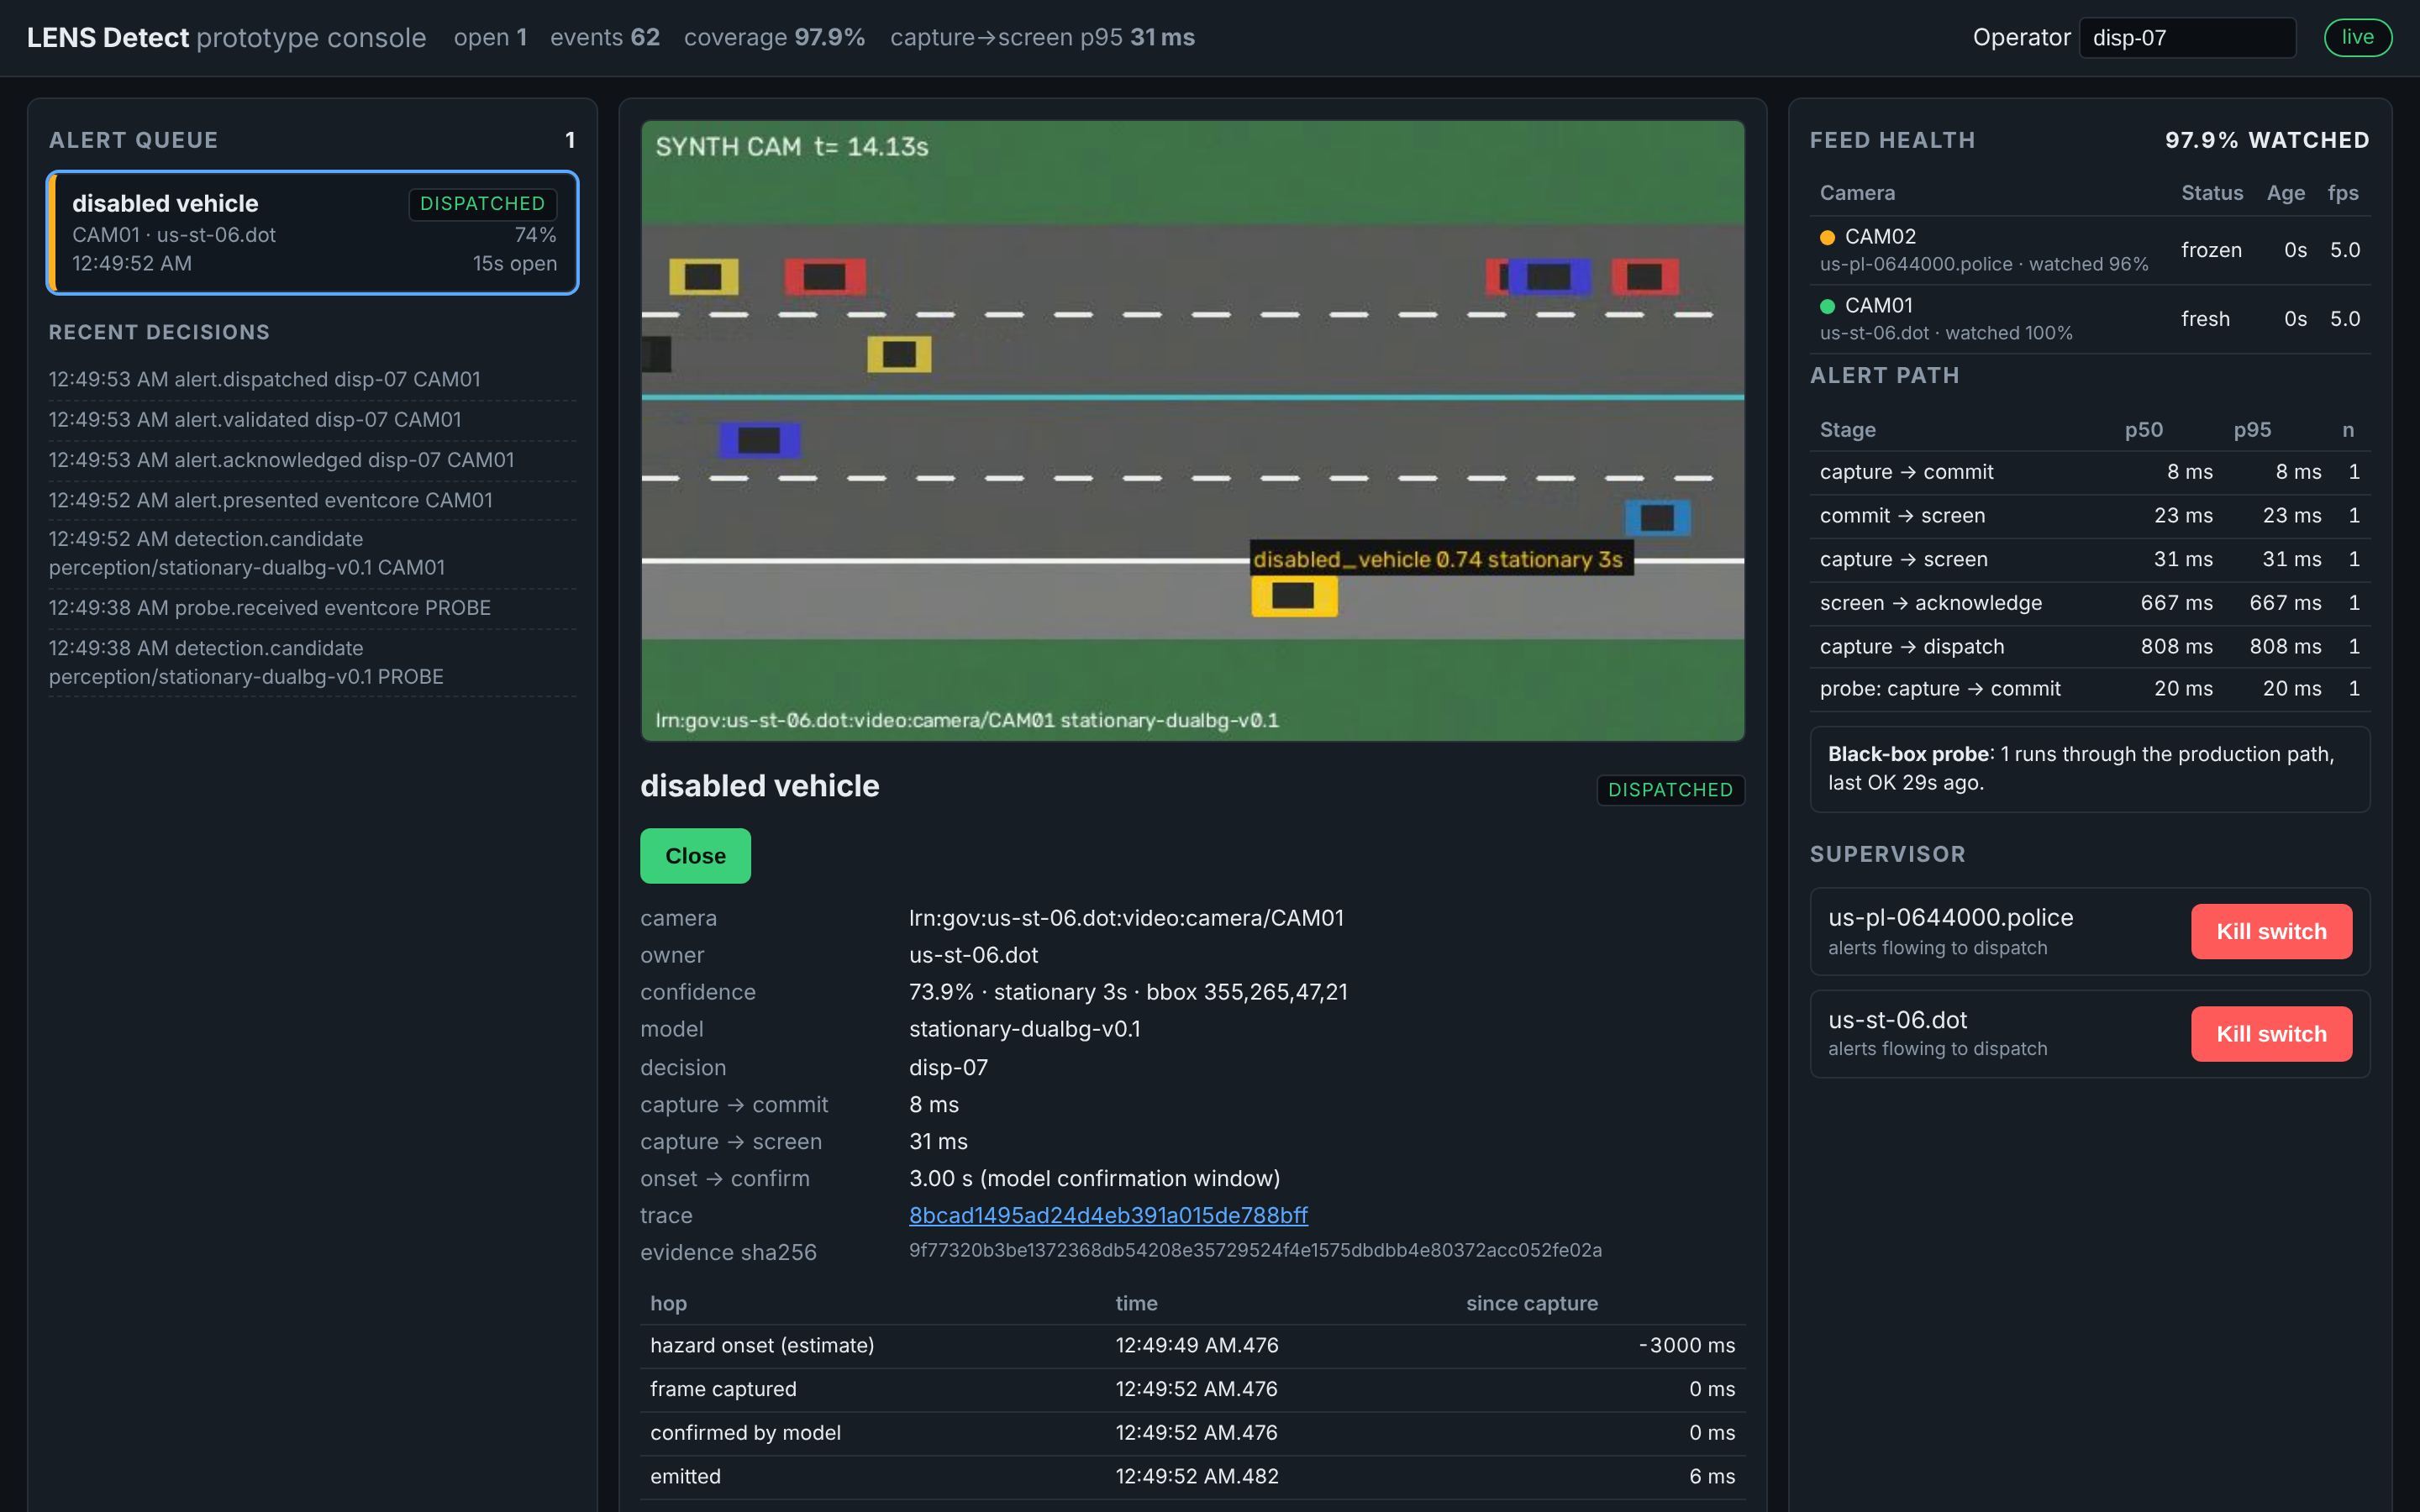 LENS Detect prototype console open 1 events 62 coverage 97.9% capture→screen p95 31 ms Operator disp-07 live
ALERT QUEUE 1
disabled vehicle DISPATCHED
CAM01 · us-st-06.dot 74%
12:49:52 AM 15s open
RECENT DECISIONS
12:49:53 AM alert.dispatched disp-07 CAM01
12:49:53 AM alert.validated disp-07 CAM01
12:49:53 AM alert.acknowledged disp-07 CAM01
12:49:52 AM alert.presented eventcore CAM01
12:49:52 AM detection.candidate
perception/stationary-dualbg-v0.1 CAM01
12:49:38 AM probe.received eventcore PROBE
12:49:38 AM detection.candidate
perception/stationary-dualbg-v0.1 PROBE
SYNTH CAM t= 14.13s
disabled_vehicle 0.74 stationary 3s
lrn:gov:us-st-06.dot:video:camera/CAM01 stationary-dualbg-v0.1
disabled vehicle DISPATCHED
Close
camera lrn:gov:us-st-06.dot:video:camera/CAM01
owner us-st-06.dot
confidence 73.9% · stationary 3s · bbox 355,265,47,21
model stationary-dualbg-v0.1
decision disp-07
capture → commit 8 ms
capture → screen 31 ms
onset → confirm 3.00 s (model confirmation window)
trace 8bcad1495ad24d4eb391a015de788bff
evidence sha256 9f77320b3be1372368db54208e35729524f4e1575dbdbb4e80372acc052fe02a
hop time since capture
hazard onset (estimate) 12:49:49 AM.476 -3000 ms
frame captured 12:49:52 AM.476 0 ms
confirmed by model 12:49:52 AM.476 0 ms
emitted 12:49:52 AM.482 6 ms
FEED HEALTH 97.9% WATCHED
Camera Status Age fps
CAM02 frozen 0s 5.0
us-pl-0644000.police · watched 96%
CAM01 fresh 0s 5.0
us-st-06.dot · watched 100%
ALERT PATH
Stage p50 p95 n
capture → commit 8 ms 8 ms 1
commit → screen 23 ms 23 ms 1
capture → screen 31 ms 31 ms 1
screen → acknowledge 667 ms 667 ms 1
capture → dispatch 808 ms 808 ms 1
probe: capture → commit 20 ms 20 ms 1
Black-box probe: 1 runs through the production path,
last OK 29s ago.
SUPERVISOR
us-pl-0644000.police Kill switch
alerts flowing to dispatch
us-st-06.dot Kill switch
alerts flowing to dispatch